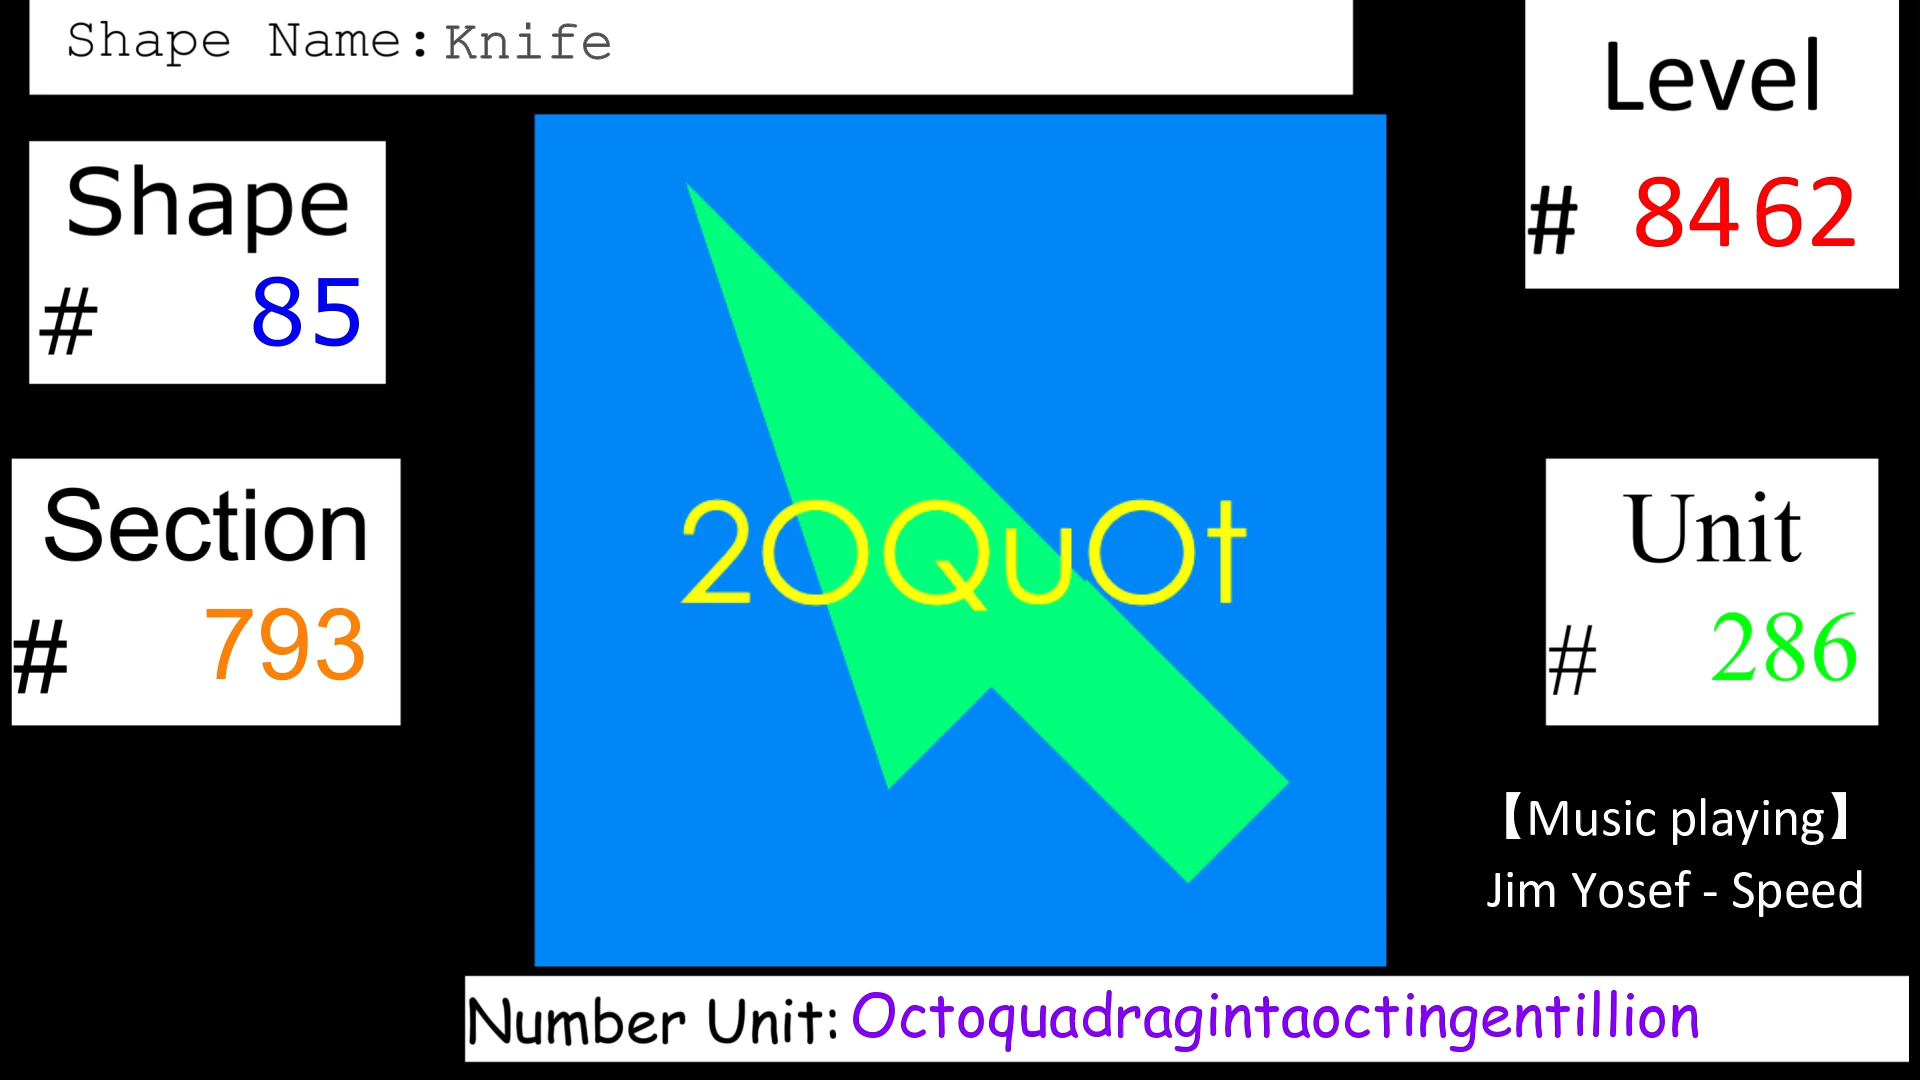 Shape Name: Knife
Level
# 8462
Shape
# 85
2OQuOt
Section
# 793
Unit
# 286
【Music playing】
Jim Yosef - Speed
Number Unit: Octoquadragintaoctingentillion